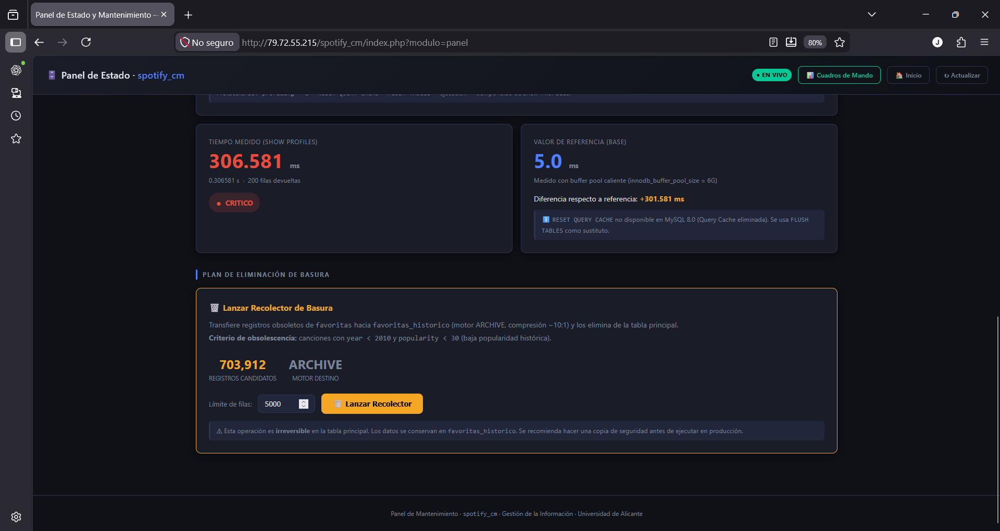 Panel de Estado y Mantenimiento —
No seguro
http://79.72.55.215/spotify_cm/index.php?modulo=panel
80%
J
Panel de Estado · spotify_cm
• EN VIVO
Cuadros de Mando
Inicio
↻ Actualizar
TIEMPO MEDIDO (SHOW PROFILES)
306.581 ms
0.306581 s · 200 filas devueltas
● CRITICO
VALOR DE REFERENCIA (BASE)
5.0 ms
Medido con buffer pool caliente (innodb_buffer_pool_size = 6G)
Diferencia respecto a referencia: +301.581 ms
ℹ️ RESET QUERY CACHE no disponible en MySQL 8.0 (Query Cache eliminada). Se usa FLUSH
TABLES como sustituto.
PLAN DE ELIMINACIÓN DE BASURA
Lanzar Recolector de Basura
Transfiere registros obsoletos de favoritas hacia favoritas_historico (motor ARCHIVE, compresión ~10:1) y los elimina de la tabla principal.
Criterio de obsolescencia: canciones con year < 2010 y popularity < 30 (baja popularidad histórica).
703,912
REGISTROS CANDIDATOS
ARCHIVE
MOTOR DESTINO
Límite de filas:
5000
Lanzar Recolector
⚠ Esta operación es irreversible en la tabla principal. Los datos se conservan en favoritas_historico. Se recomienda hacer una copia de seguridad antes de ejecutar en producción.
Panel de Mantenimiento · spotify_cm · Gestión de la Información · Universidad de Alicante